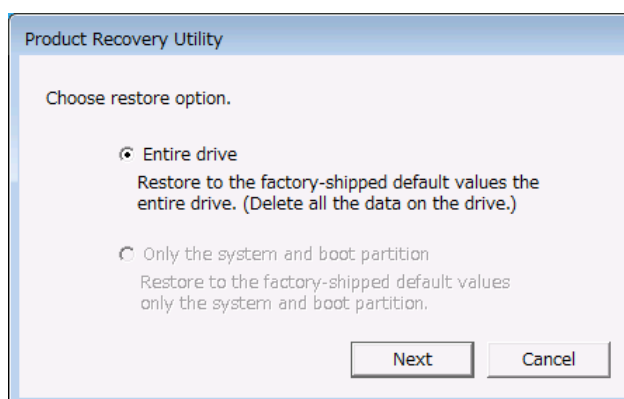 Product Recovery Utility
Choose restore option.
Entire drive
Restore to the factory-shipped default values the
entire drive. (Delete all the data on the drive.)
Only the system and boot partition
Restore to the factory-shipped default values
only the system and boot partition.
Next Cancel